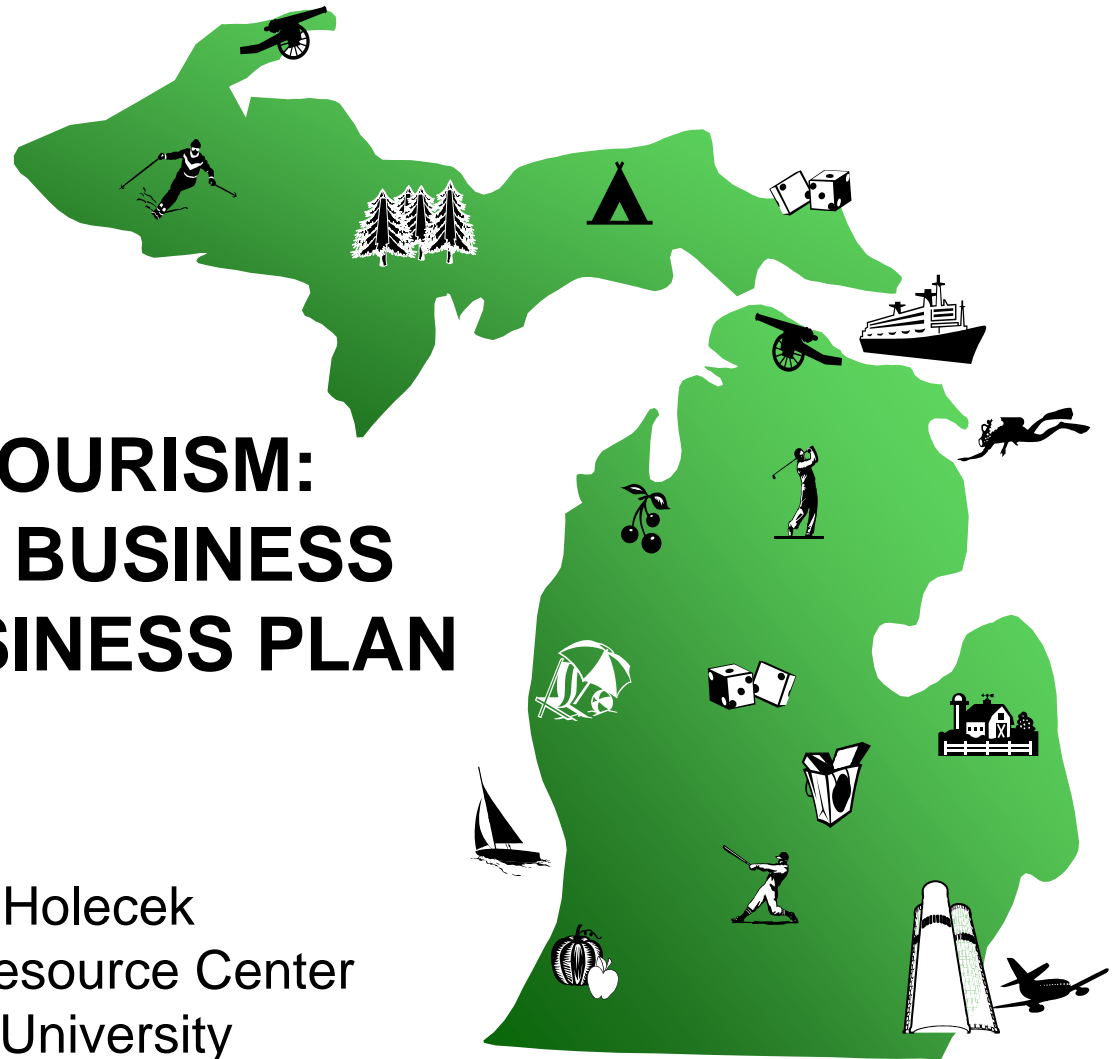 OURISM:
BUSINESS
SINESS PLAN
Holecek
esource Center
University